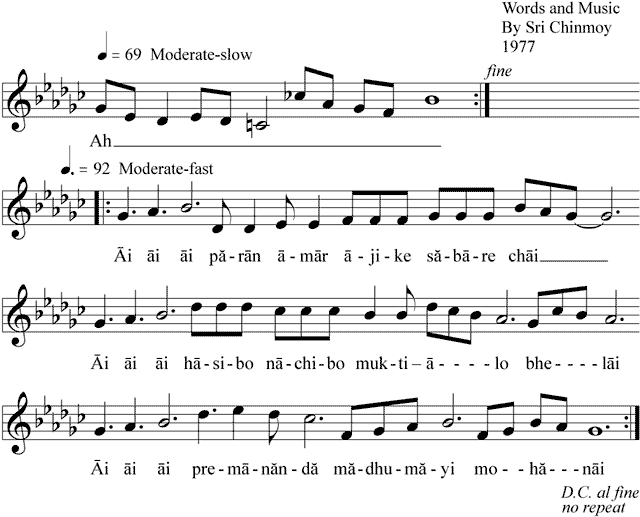 Words and Music
By Sri Chinmoy
1977
♩ = 69 Moderate-slow
fine
Ah
♩. = 92 Moderate-fast
Āi āi āi pă-rān ā-mār ā-ji-ke să-bā-re chāi
Āi āi āi hā-si-bo nā-chi-bo muk-ti–ā-----lo bhe----lāi
Āi āi āi pre-mā-năn-dă mă-dhu-mă-yi mo--hă---nāi
D.C. al fine
no repeat